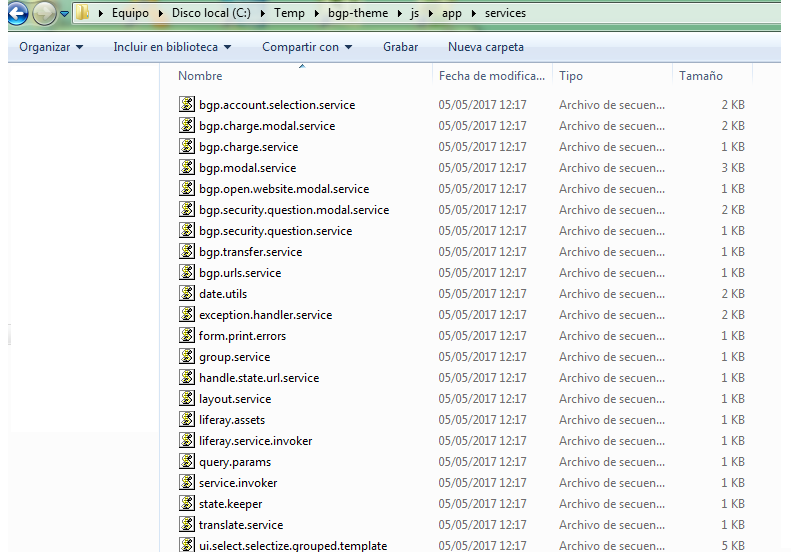 Equipo Disco local (C:) Temp bgp-theme js app services
Organizar Incluir en biblioteca Compartir con Grabar Nueva carpeta
Nombre Fecha de modifica... Tipo Tamaño
bgp.account.selection.service 05/05/2017 12:17 Archivo de secuen... 2 KB
bgp.charge.modal.service 05/05/2017 12:17 Archivo de secuen... 2 KB
bgp.charge.service 05/05/2017 12:17 Archivo de secuen... 1 KB
bgp.modal.service 05/05/2017 12:17 Archivo de secuen... 3 KB
bgp.open.website.modal.service 05/05/2017 12:17 Archivo de secuen... 1 KB
bgp.security.question.modal.service 05/05/2017 12:17 Archivo de secuen... 2 KB
bgp.security.question.service 05/05/2017 12:17 Archivo de secuen... 1 KB
bgp.transfer.service 05/05/2017 12:17 Archivo de secuen... 1 KB
bgp.urls.service 05/05/2017 12:17 Archivo de secuen... 1 KB
date.utils 05/05/2017 12:17 Archivo de secuen... 2 KB
exception.handler.service 05/05/2017 12:17 Archivo de secuen... 2 KB
form.print.errors 05/05/2017 12:17 Archivo de secuen... 1 KB
group.service 05/05/2017 12:17 Archivo de secuen... 1 KB
handle.state.url.service 05/05/2017 12:17 Archivo de secuen... 1 KB
layout.service 05/05/2017 12:17 Archivo de secuen... 1 KB
liferay.assets 05/05/2017 12:17 Archivo de secuen... 1 KB
liferay.service.invoker 05/05/2017 12:17 Archivo de secuen... 1 KB
query.params 05/05/2017 12:17 Archivo de secuen... 1 KB
service.invoker 05/05/2017 12:17 Archivo de secuen... 1 KB
state.keeper 05/05/2017 12:17 Archivo de secuen... 1 KB
translate.service 05/05/2017 12:17 Archivo de secuen... 1 KB
ui.select.selectize.grouped.template 05/05/2017 12:17 Archivo de secuen... 5 KB